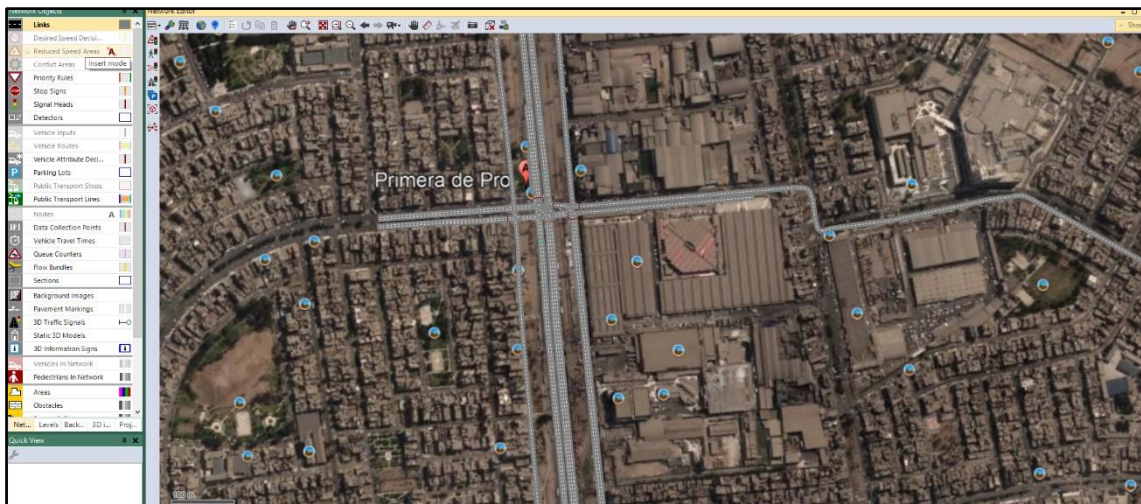 Network Objects
Network Editor
Links
Desired Speed Decisi...
Reduced Speed Areas
Conflict Areas
Insert mode
Priority Rules
Stop Signs
Signal Heads
Detectors
Vehicle Inputs
Vehicle Routes
Vehicle Attribute Deci...
Parking Lots
Public Transport Stops
Public Transport Lines
Nodes
Data Collection Points
Vehicle Travel Times
Queue Counters
Flow Bundles
Sections
Background Images
Pavement Markings
3D Traffic Signals
Static 3D Models
3D Information Signs
Vehicles In Network
Pedestrians In Network
Areas
Obstacles
Net... Levels Back... 3D i... Proj...
Quick View
Show
Primera de Pro
100 m